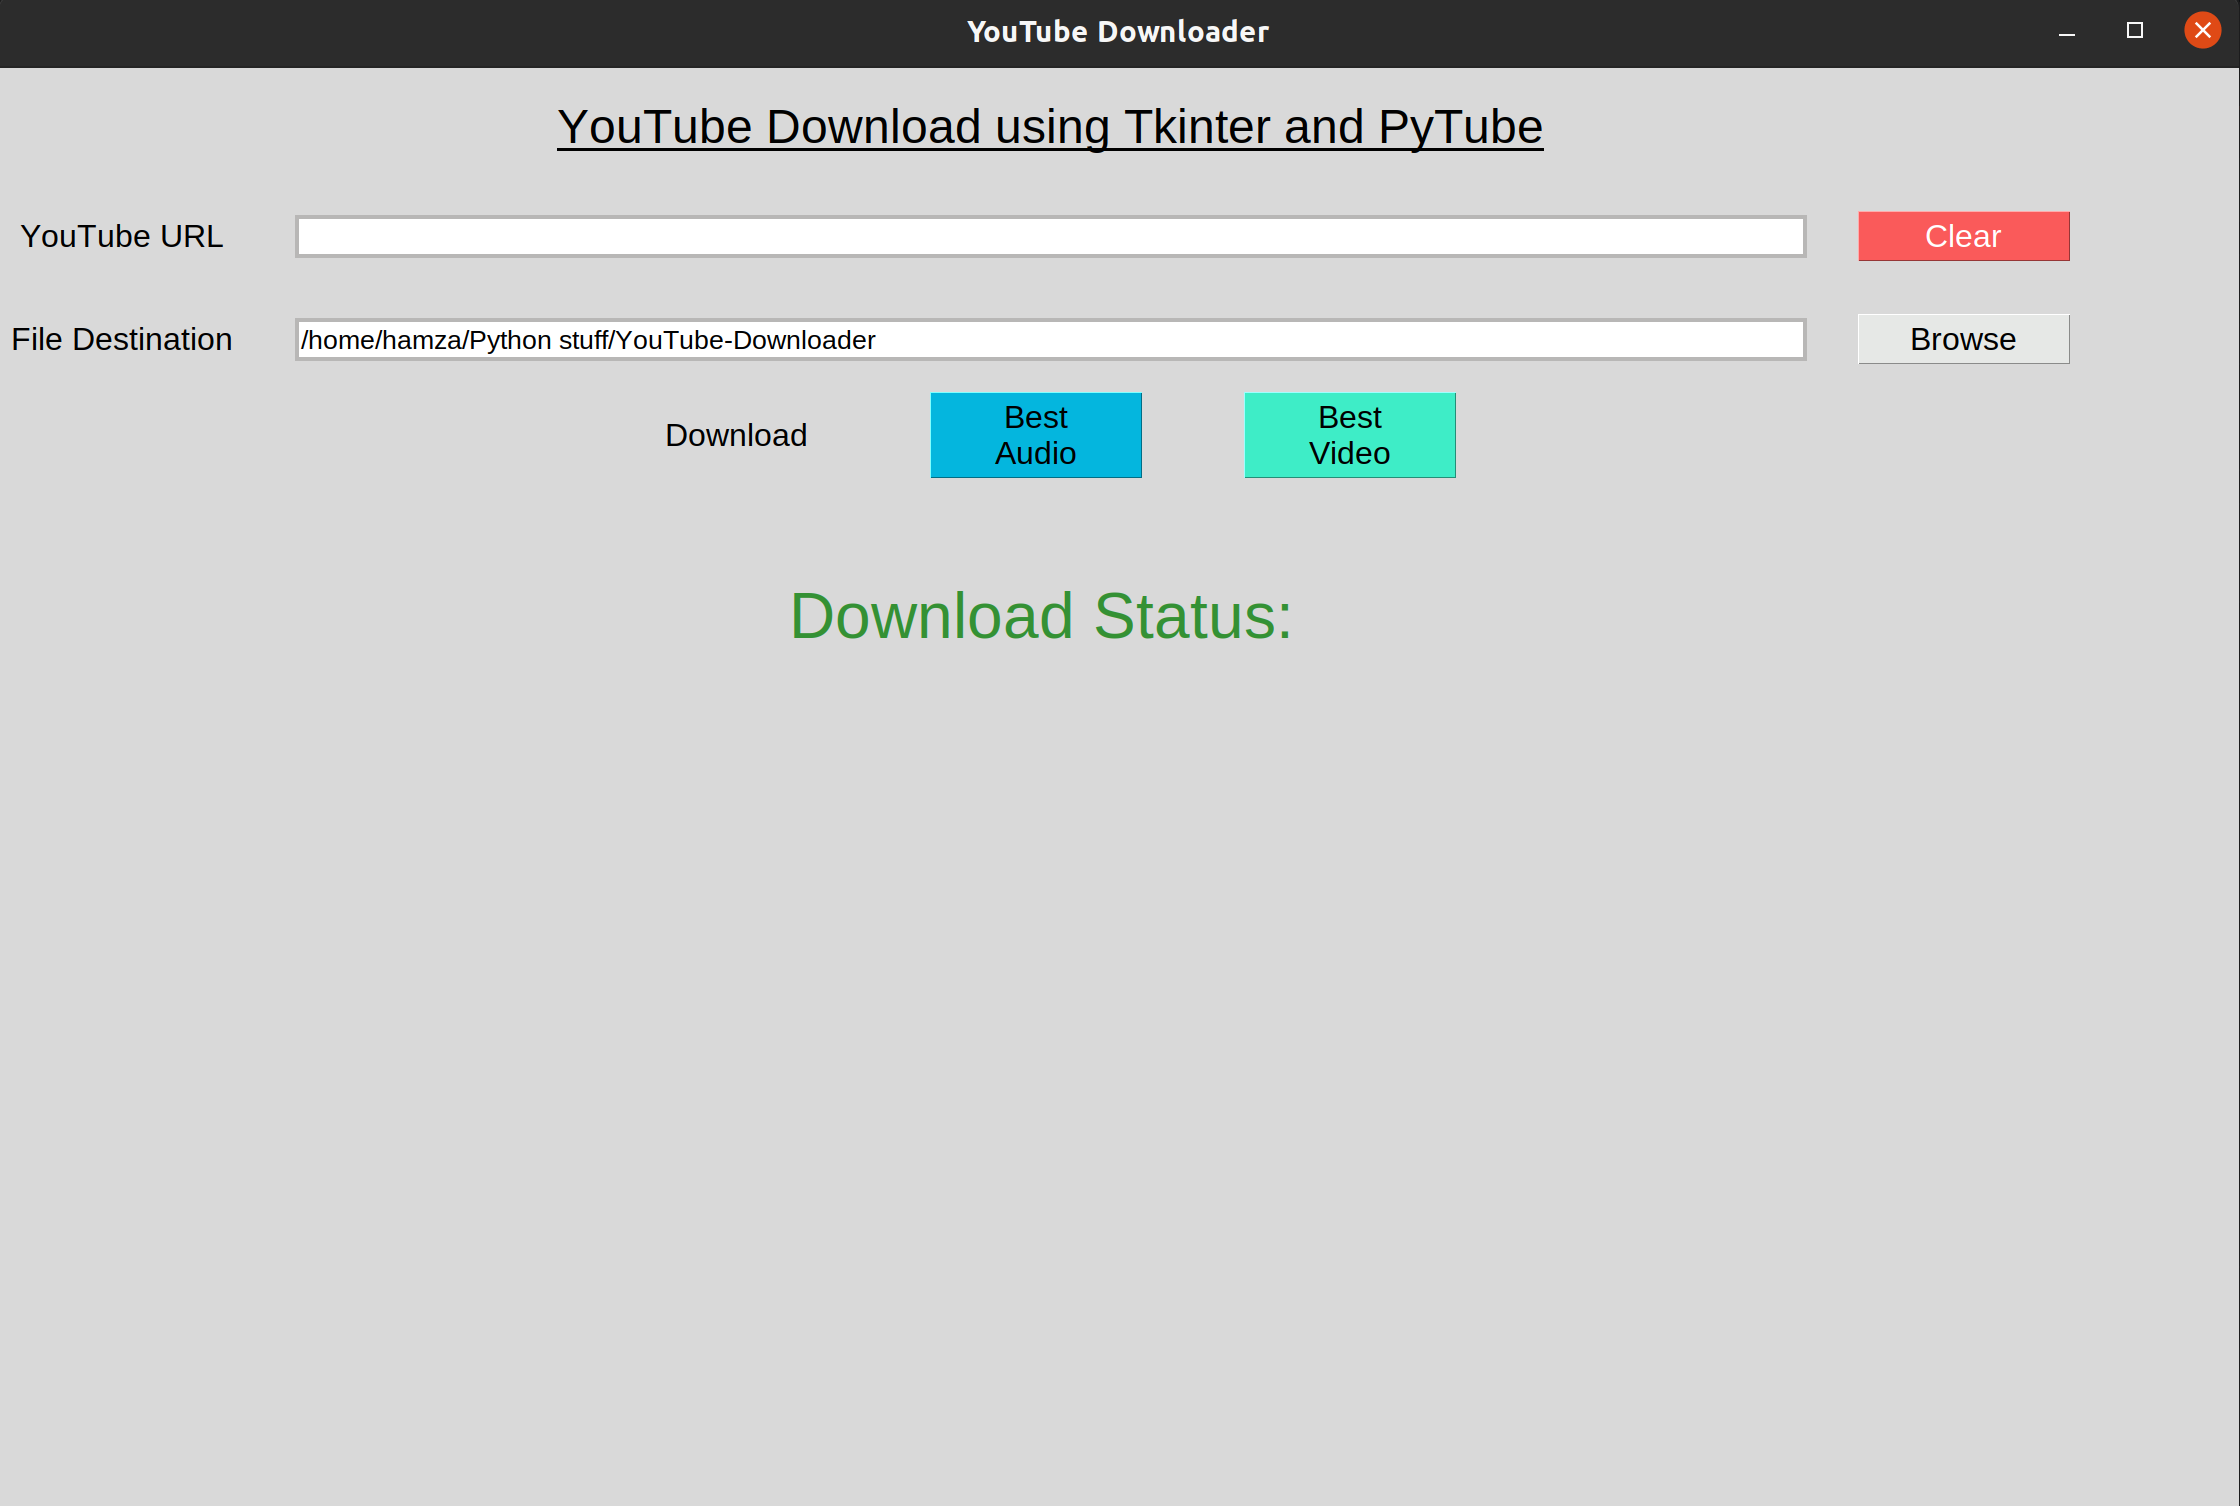 YouTube Downloader
YouTube Download using Tkinter and PyTube
YouTube URL
Clear
File Destination
/home/hamza/Python stuff/YouTube-Downloader
Browse
Download
Best
Audio
Best
Video
Download Status: